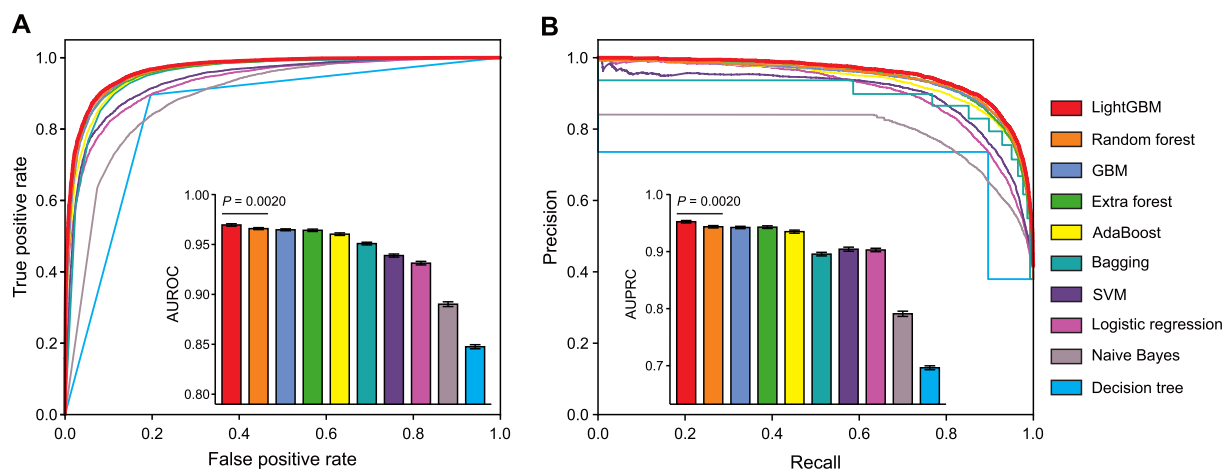 A
True positive rate
1.0
0.8
0.6
0.4
0.2
0.0
0.0 0.2 0.4 0.6 0.8 1.0
False positive rate
AUROC
1.00
0.95
0.90
0.85
0.80
P = 0.0020
B
Precision
1.0
0.8
0.6
0.4
0.2
0.0
0.0 0.2 0.4 0.6 0.8 1.0
Recall
AUPRC
1.0
0.9
0.8
0.7
P = 0.0020
LightGBM
Random forest
GBM
Extra forest
AdaBoost
Bagging
SVM
Logistic regression
Naive Bayes
Decision tree